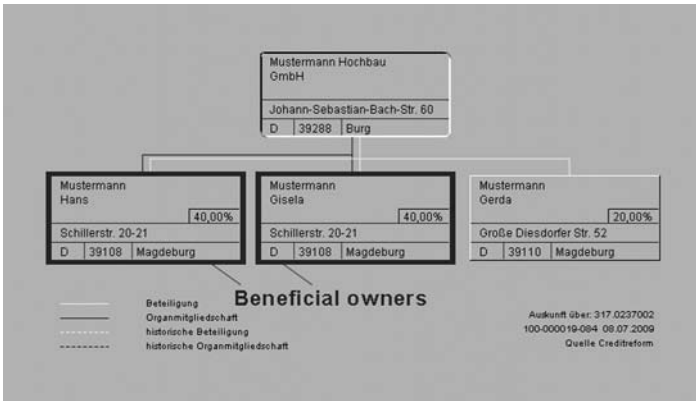 Mustermann Hochbau
GmbH
Johann-Sebastian-Bach-Str. 60
D 39288 Burg
Mustermann
Hans
40,00%
Schillerstr. 20-21
D 39108 Magdeburg
Mustermann
Gisela
40,00%
Schillerstr. 20-21
D 39108 Magdeburg
Mustermann
Gerda
20,00%
Große Diesdorfer Str. 52
D 39110 Magdeburg
Beneficial owners
Beteiligung
Organmitgliedschaft
historische Beteiligung
historische Organmitgliedschaft
Auskunft über: 317.0237002
100-000019-084 08.07.2009
Quelle Creditreform